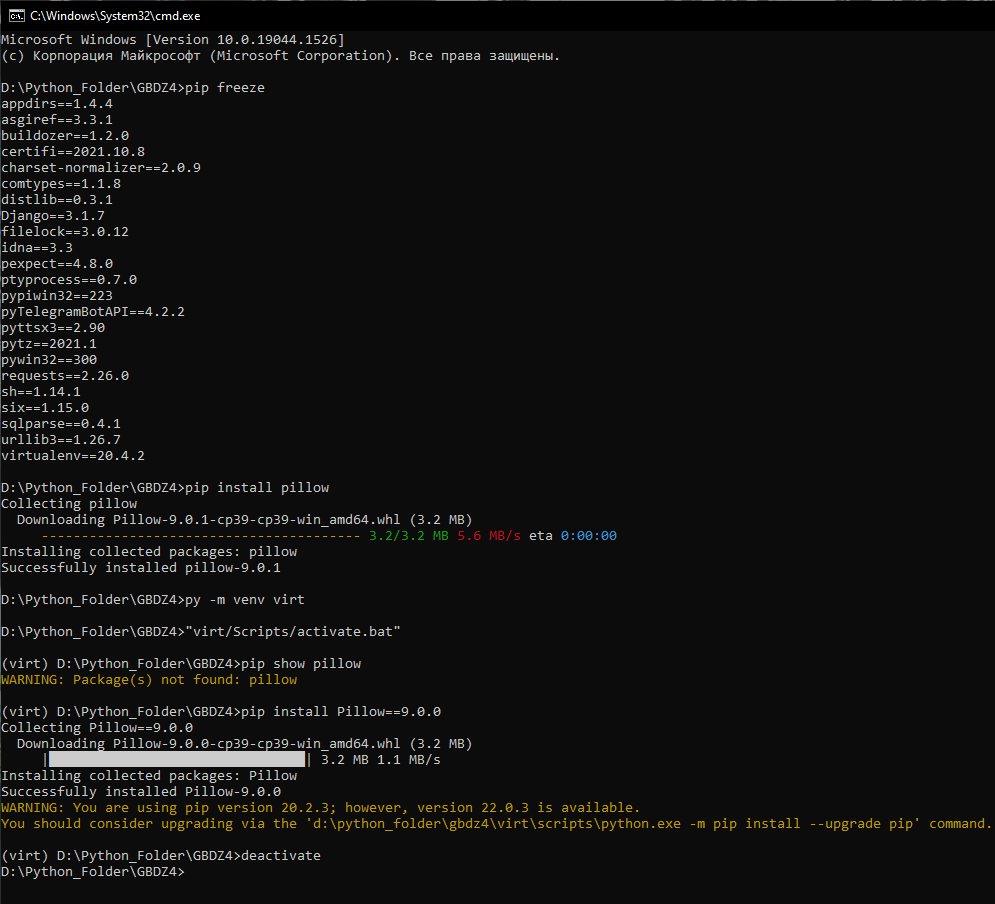 C:\Windows\System32\cmd.exe
Microsoft Windows [Version 10.0.19044.1526]
(c) Корпорация Майкрософт (Microsoft Corporation). Все права защищены.
D:\Python_Folder\GBDZ4>pip freeze
appdirs==1.4.4
asgiref==3.3.1
buildozer==1.2.0
certifi==2021.10.8
charset-normalizer==2.0.9
comtypes==1.1.8
distlib==0.3.1
Django==3.1.7
filelock==3.0.12
idna==3.3
pexpect==4.8.0
ptyprocess==0.7.0
pypiwin32==223
pyTelegramBotAPI==4.2.2
pyttsx3==2.90
pytz==2021.1
pywin32==300
requests==2.26.0
sh==1.14.1
six==1.15.0
sqlparse==0.4.1
urllib3==1.26.7
virtualenv==20.4.2
D:\Python_Folder\GBDZ4>pip install pillow
Collecting pillow
  Downloading Pillow-9.0.1-cp39-cp39-win_amd64.whl (3.2 MB)
     ---------------------------------------- 3.2/3.2 MB 5.6 MB/s eta 0:00:00
Installing collected packages: pillow
Successfully installed pillow-9.0.1
D:\Python_Folder\GBDZ4>py -m venv virt
D:\Python_Folder\GBDZ4>"virt/Scripts/activate.bat"
(virt) D:\Python_Folder\GBDZ4>pip show pillow
WARNING: Package(s) not found: pillow
(virt) D:\Python_Folder\GBDZ4>pip install Pillow==9.0.0
Collecting Pillow==9.0.0
  Downloading Pillow-9.0.0-cp39-cp39-win_amd64.whl (3.2 MB)
     |████████████████████████████████| 3.2 MB 1.1 MB/s
Installing collected packages: Pillow
Successfully installed Pillow-9.0.0
WARNING: You are using pip version 20.2.3; however, version 22.0.3 is available.
You should consider upgrading via the 'd:\python_folder\gbdz4\virt\scripts\python.exe -m pip install --upgrade pip' command.
(virt) D:\Python_Folder\GBDZ4>deactivate
D:\Python_Folder\GBDZ4>